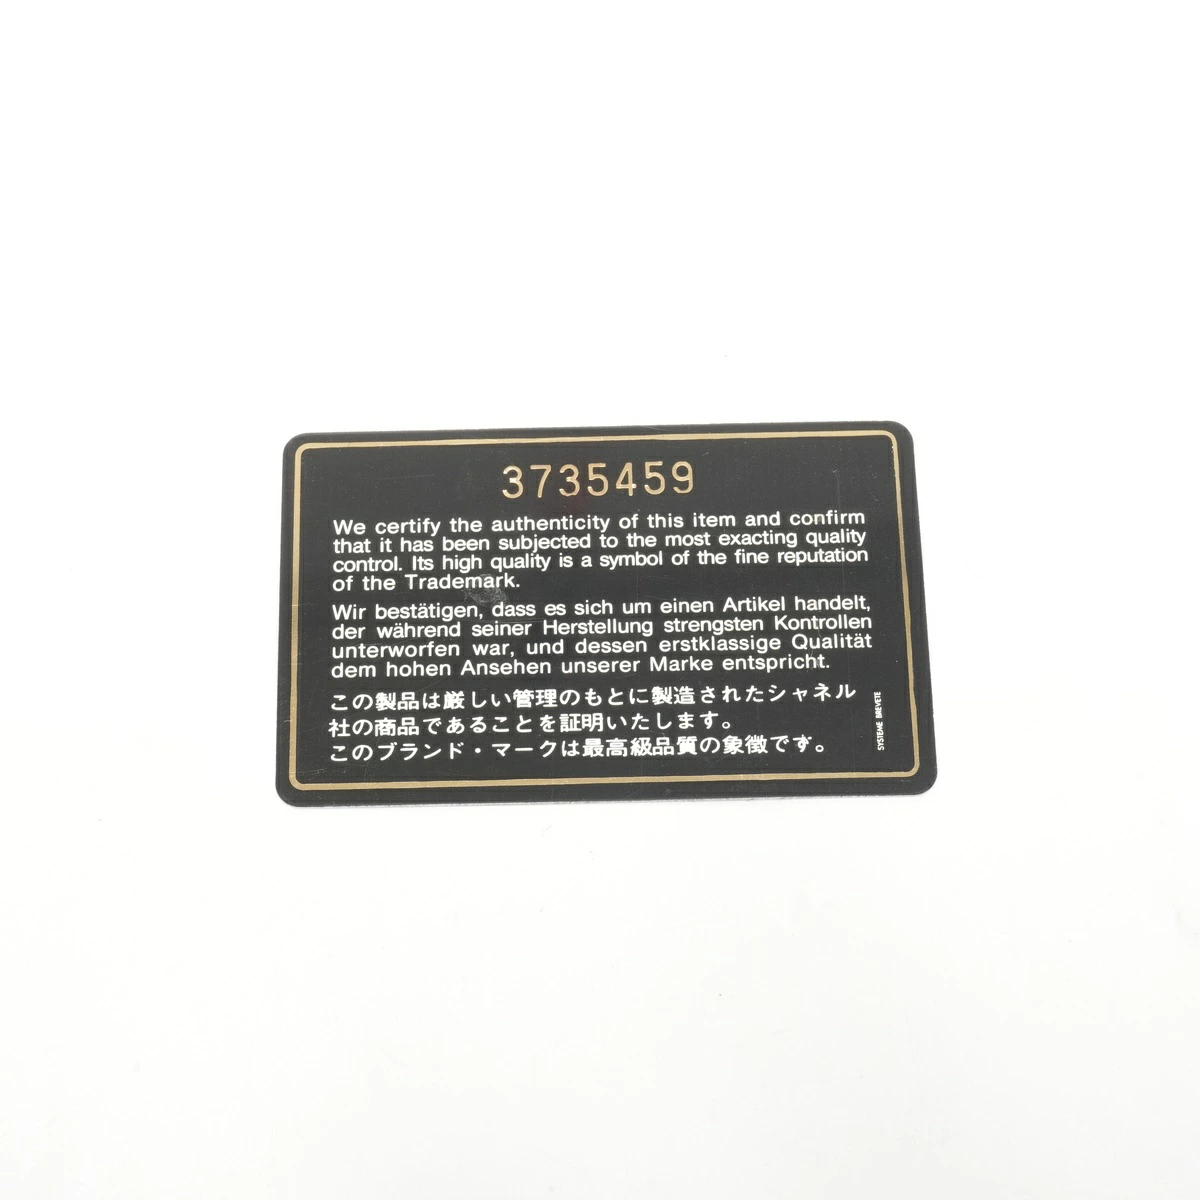 3735459
We certify the authenticity of this item and confirm
that it has been subjected to the most exacting quality
control. Its high quality is a symbol of the fine reputation
of the Trademark.
Wir bestätigen, dass es sich um einen Artikel handelt,
der während seiner Herstellung strengsten Kontrollen
unterworfen war, und dessen erstklassige Qualität
dem hohen Ansehen unserer Marke entspricht.
この製品は厳しい管理のもとに製造されたシャネル
社の商品であることを証明いたします。
このブランド・マークは最高級品質の象徴です。
SYSTEME BREVETE